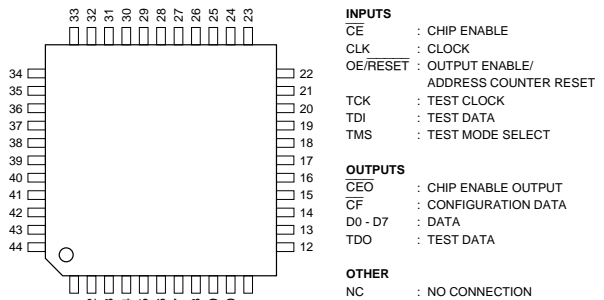 33 32 31 30 29 28 27 26 25 24 23
34
35
36
37
38
39
40
41
42
43
44
22
21
20
19
18
17
16
15
14
13
12
INPUTS
CE : CHIP ENABLE
CLK : CLOCK
OE/RESET : OUTPUT ENABLE/
ADDRESS COUNTER RESET
TCK : TEST CLOCK
TDI : TEST DATA
TMS : TEST MODE SELECT
OUTPUTS
CEO : CHIP ENABLE OUTPUT
CF : CONFIGURATION DATA
D0 - D7 : DATA
TDO : TEST DATA
OTHER
NC : NO CONNECTION